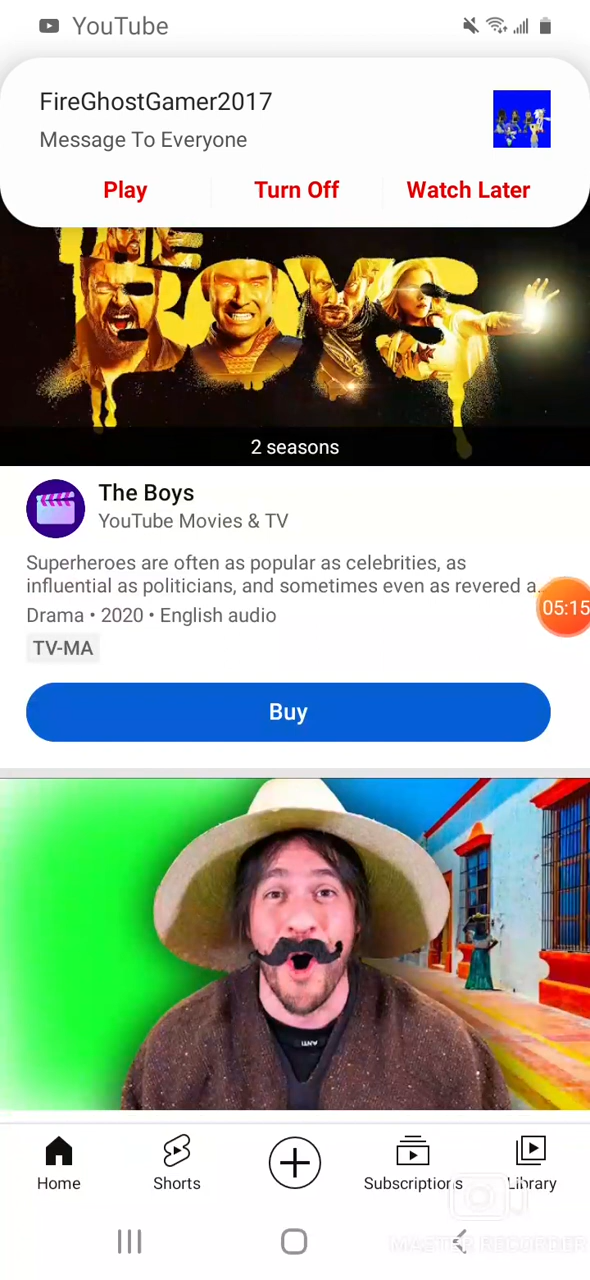 YouTube
FireGhostGamer2017
Message To Everyone
Play
Turn Off
Watch Later
THE
BOYS
2 seasons
The Boys
YouTube Movies & TV
Superheroes are often as popular as celebrities, as
influential as politicians, and sometimes even as revered a...
05:15
Drama • 2020 • English audio
TV-MA
Buy
Home
Shorts
Subscriptions
Library
MASTER RECORDER